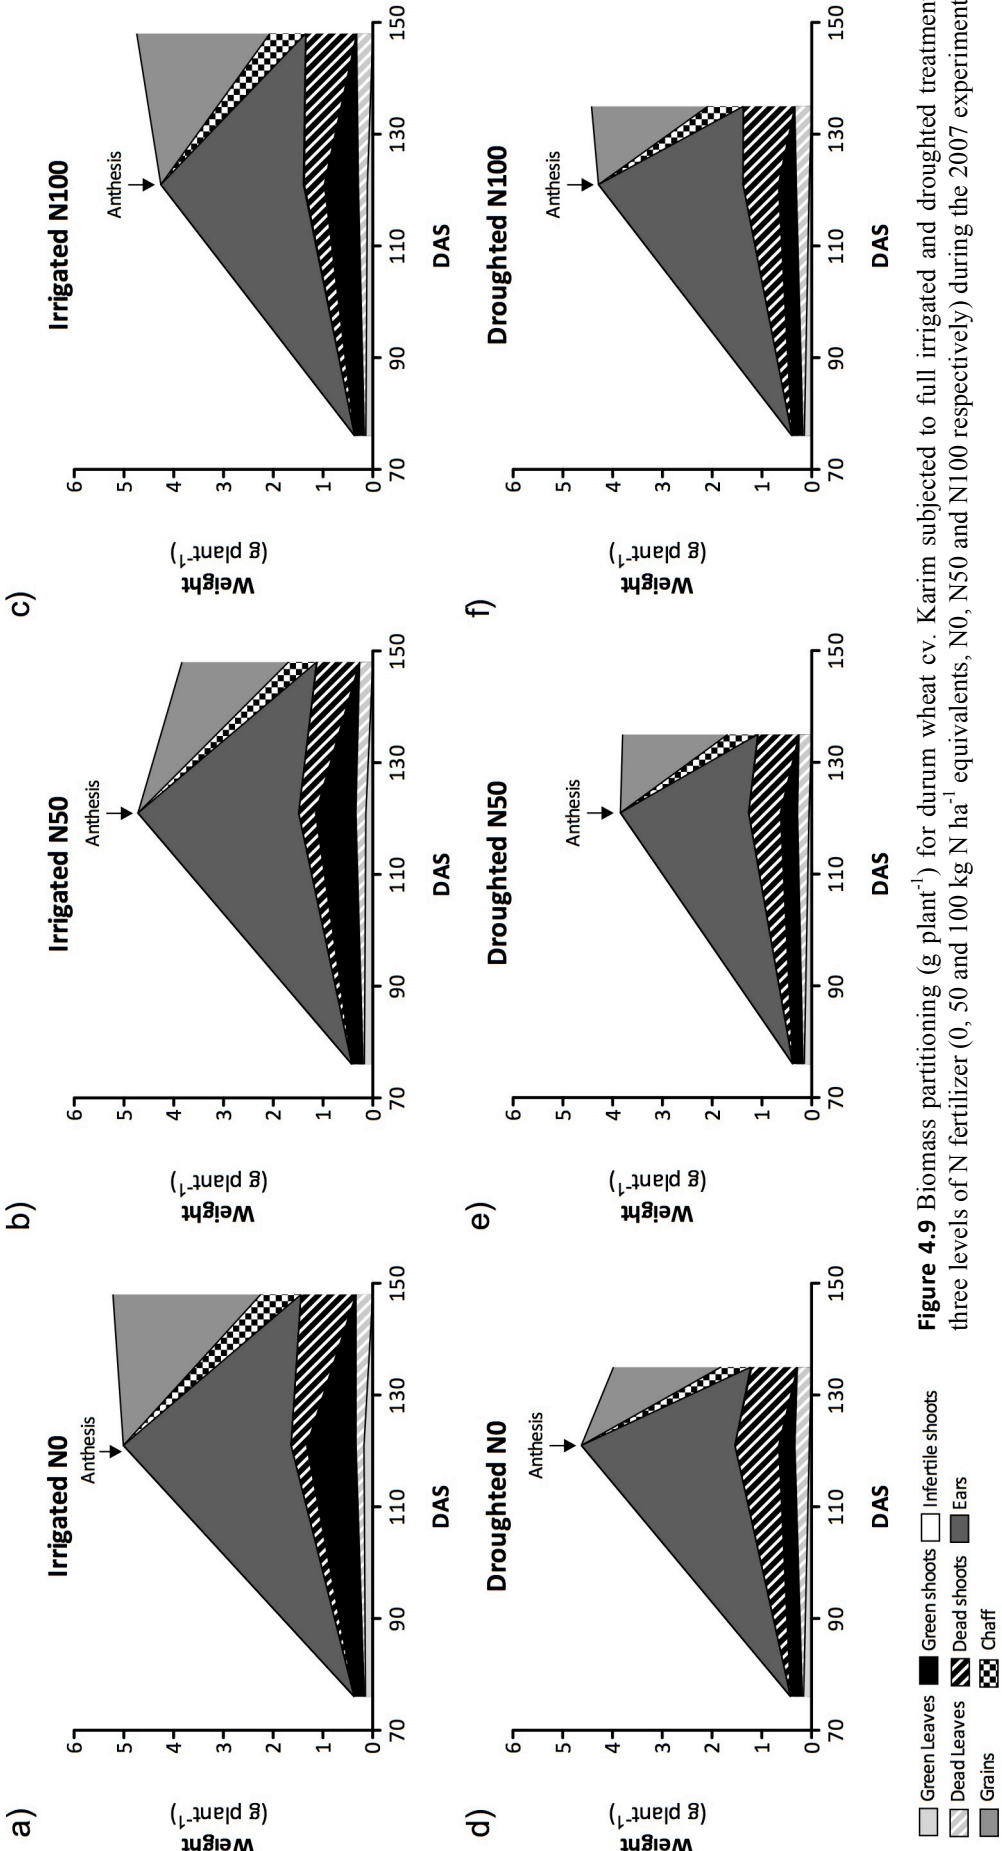 a)
Irrigated N0
Weight
(g plant⁻¹)
6
5
4
3
2
1
0
Anthesis
70
90
110
130
150
DAS
b)
Irrigated N50
Weight
(g plant⁻¹)
6
5
4
3
2
1
0
Anthesis
70
90
110
130
150
DAS
c)
Irrigated N100
Weight
(g plant⁻¹)
6
5
4
3
2
1
0
Anthesis
70
90
110
130
150
DAS
d)
Droughted N0
Weight
(g plant⁻¹)
6
5
4
3
2
1
0
Anthesis
70
90
110
130
150
DAS
e)
Droughted N50
Weight
(g plant⁻¹)
6
5
4
3
2
1
0
Anthesis
70
90
110
130
150
DAS
f)
Droughted N100
Weight
(g plant⁻¹)
6
5
4
3
2
1
0
Anthesis
70
90
110
130
150
DAS
Green Leaves Green shoots Infertile shoots
Dead Leaves Dead shoots Ears
Grains Chaff
Figure 4.9 Biomass partitioning (g plant⁻¹) for durum wheat cv. Karim subjected to full irrigated and droughted treatmen
three levels of N fertilizer (0, 50 and 100 kg N ha⁻¹ equivalents, N0, N50 and N100 respectively) during the 2007 experiment